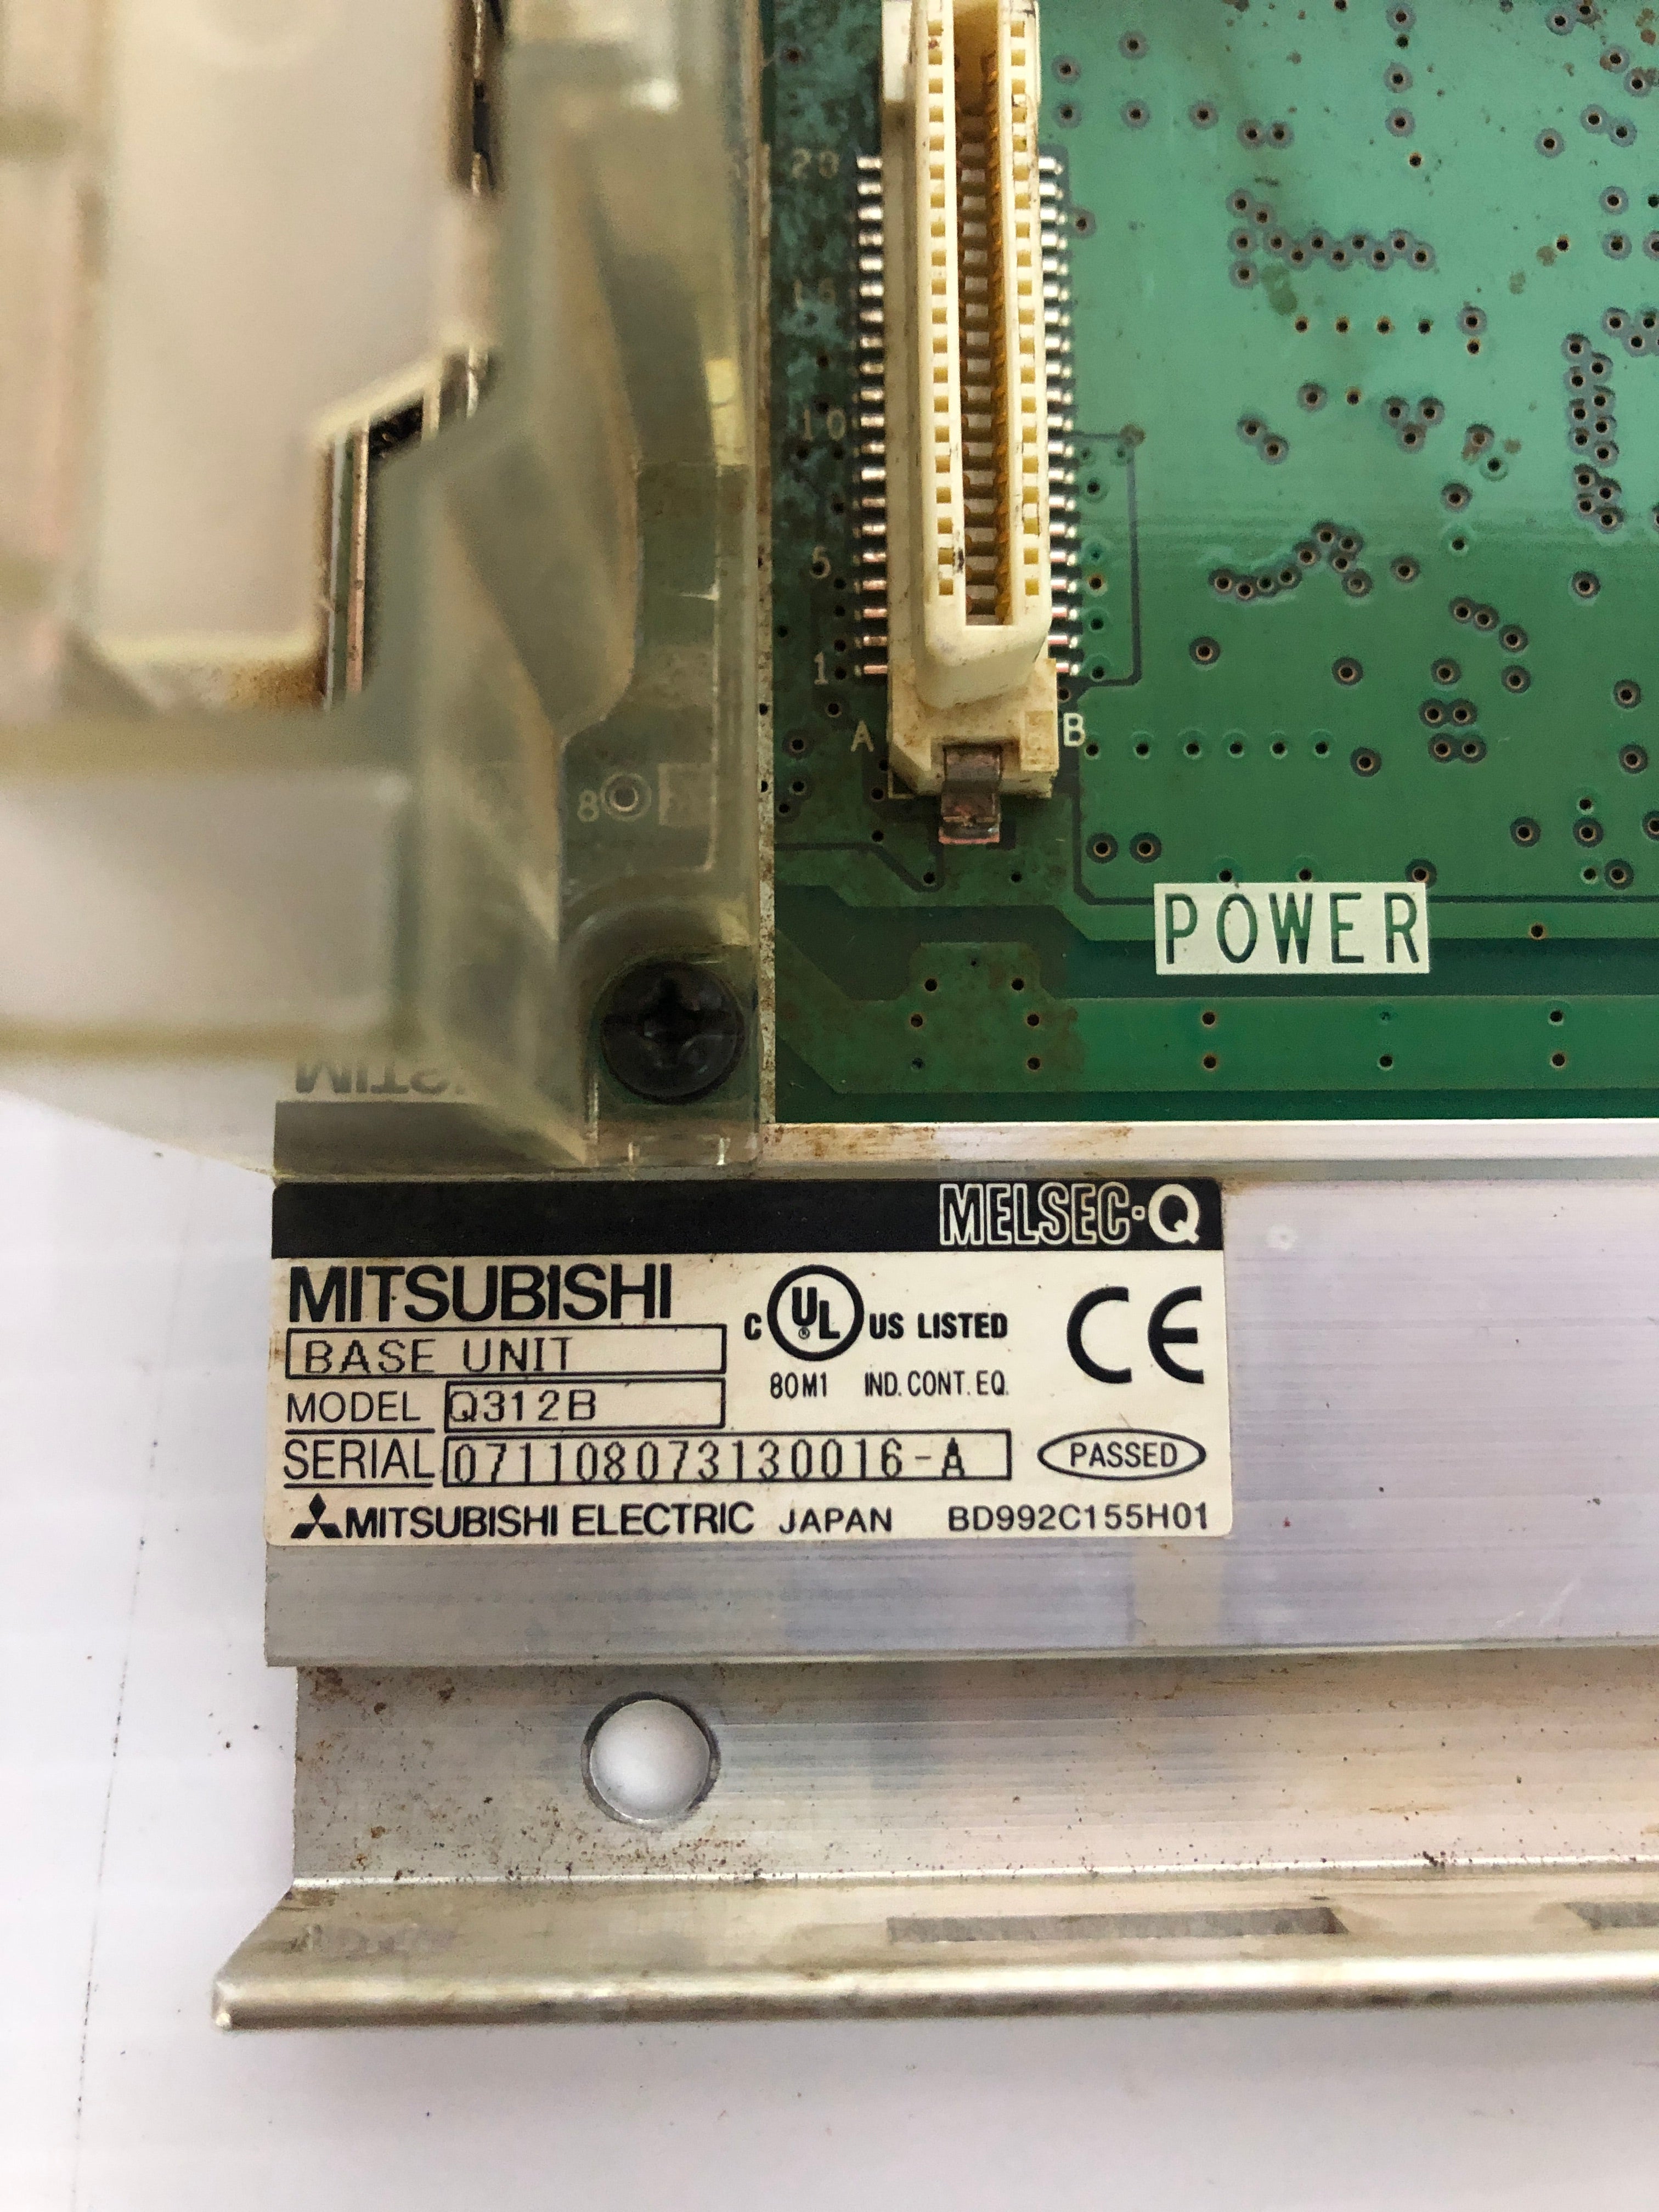 20
15
10
5
1
A B
8
POWER
MELSEC-Q
MITSUBISHI
C UL US LISTED CE
BASE UNIT
80M1 IND. CONT. EQ.
MODEL Q312B
SERIAL 071108073130016-A PASSED
MITSUBISHI ELECTRIC JAPAN BD992C155H01